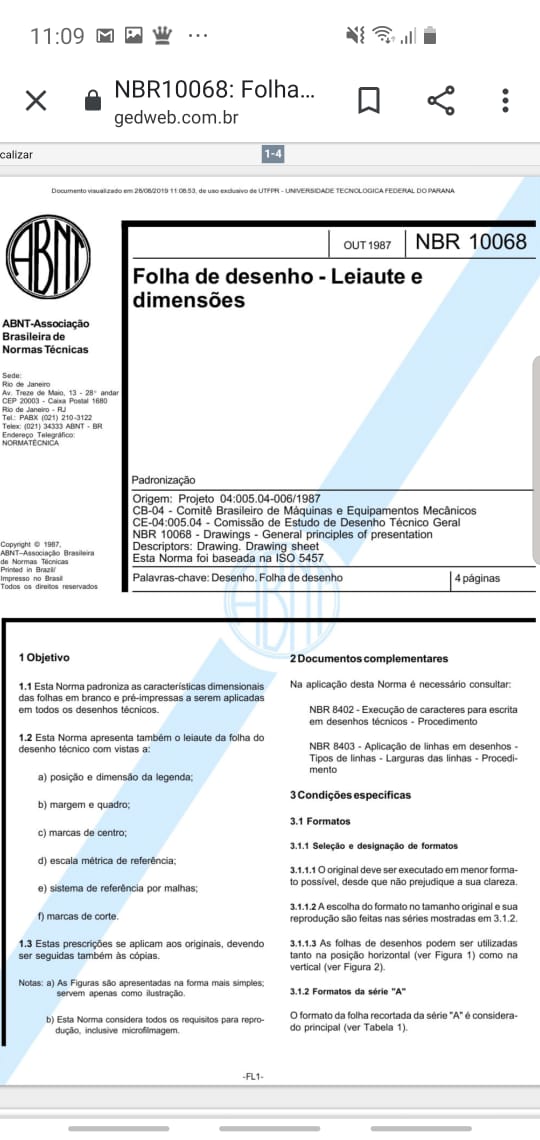 11:09
NBR10068: Folha...
gedweb.com.br
calizar
1-4
Documento visualizado em 26/08/2019 11:08:53, de uso exclusivo de UTFPR - UNIVERSIDADE TECNOLOGICA FEDERAL DO PARANA
ABNT
OUT 1987
NBR 10068
Folha de desenho - Leiaute e
dimensões
ABNT-Associação
Brasileira de
Normas Técnicas
Sede:
Rio de Janeiro
Av. Treze de Maio, 13 - 28º andar
CEP 20003 - Caixa Postal 1680
Rio de Janeiro - RJ
Tel.: PABX (021) 210-3122
Telex: (021) 34333 ABNT - BR
Endereço Telegráfico:
NORMATÉCNICA
Copyright © 1987,
ABNT–Associação Brasileira
de Normas Técnicas
Printed in Brazil/
Impresso no Brasil
Todos os direitos reservados
Padronização
Origem: Projeto 04:005.04-006/1987
CB-04 - Comitê Brasileiro de Máquinas e Equipamentos Mecânicos
CE-04:005.04 - Comissão de Estudo de Desenho Técnico Geral
NBR 10068 - Drawings - General principles of presentation
Descriptors: Drawing. Drawing sheet
Esta Norma foi baseada na ISO 5457
Palavras-chave: Desenho. Folha de desenho
4 páginas
ABNT
1 Objetivo
1.1 Esta Norma padroniza as características dimensionais
das folhas em branco e pré-impressas a serem aplicadas
em todos os desenhos técnicos.
1.2 Esta Norma apresenta também o leiaute da folha do
desenho técnico com vistas a:
a) posição e dimensão da legenda;
b) margem e quadro;
c) marcas de centro;
d) escala métrica de referência;
e) sistema de referência por malhas;
f) marcas de corte.
1.3 Estas prescrições se aplicam aos originais, devendo
ser seguidas também às cópias.
Notas: a) As Figuras são apresentadas na forma mais simples;
servem apenas como ilustração.
b) Esta Norma considera todos os requisitos para repro-
dução, inclusive microfilmagem.
2 Documentos complementares
Na aplicação desta Norma é necessário consultar:
NBR 8402 - Execução de caracteres para escrita
em desenhos técnicos - Procedimento
NBR 8403 - Aplicação de linhas em desenhos -
Tipos de linhas - Larguras das linhas - Procedi-
mento
3 Condições específicas
3.1 Formatos
3.1.1 Seleção e designação de formatos
3.1.1.1 O original deve ser executado em menor forma-
to possível, desde que não prejudique a sua clareza.
3.1.1.2 A escolha do formato no tamanho original e sua
reprodução são feitas nas séries mostradas em 3.1.2.
3.1.1.3 As folhas de desenhos podem ser utilizadas
tanto na posição horizontal (ver Figura 1) como na
vertical (ver Figura 2).
3.1.2 Formatos da série "A"
O formato da folha recortada da série "A" é considera-
do principal (ver Tabela 1).
-FL1-